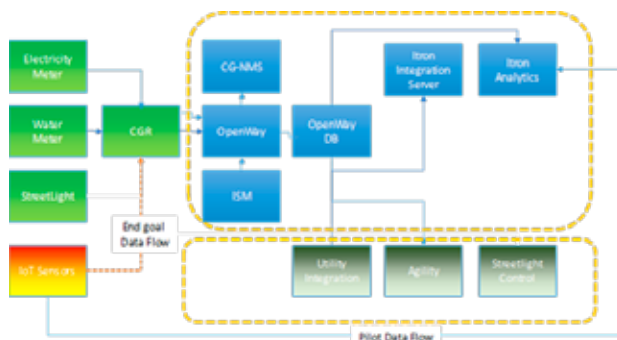 Electricity
Meter
Water
Meter
StreetLight
IoT Sensors
CGR
CG-NMS
OpenWay
ISM
OpenWay
DB
Itron
Integration
Server
Itron
Analytics
End goal
Data Flow
Utility
Integration
Agility
Streetlight
Control
Pilot Data Flow